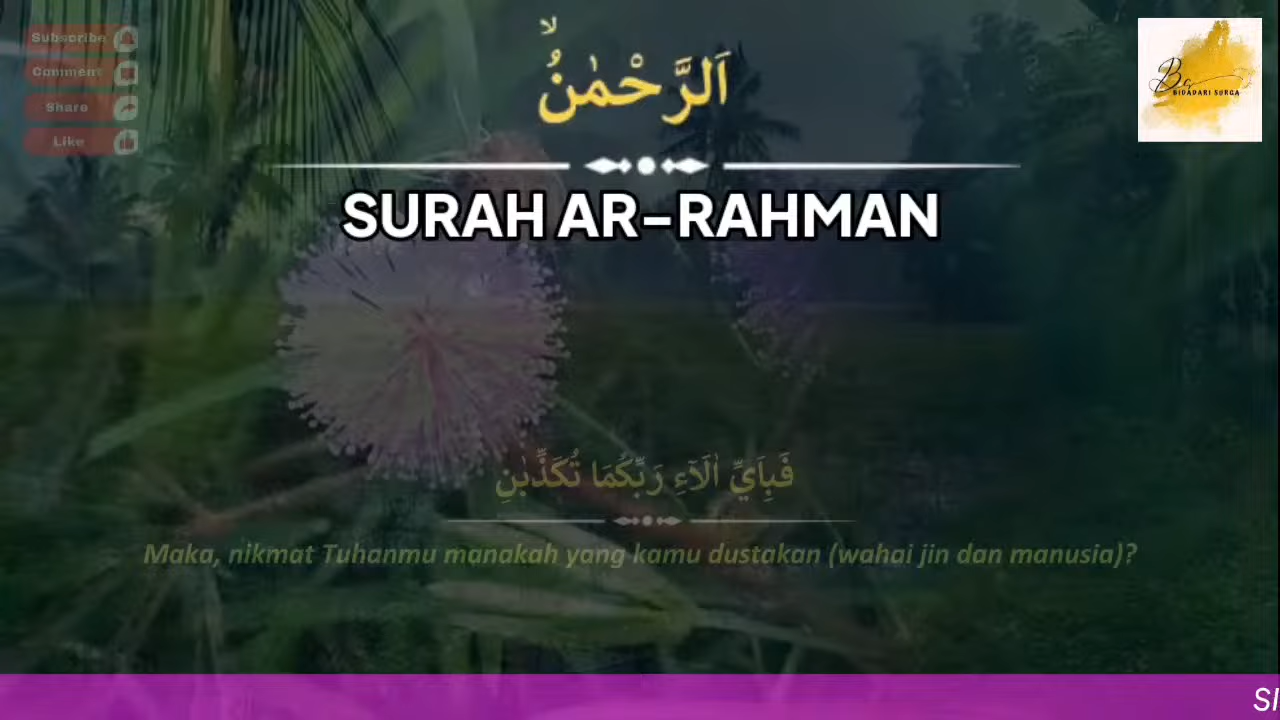 Subscribe
Comment
Share
Like
اَلرَّحْمٰنُۙ
SURAH AR-RAHMAN
BIDADARI SURGA
فَبِاَيِّ اٰلَاۤءِ رَبِّكُمَا تُكَذِّبٰنِ
Maka, nikmat Tuhanmu manakah yang kamu dustakan (wahai jin dan manusia)?